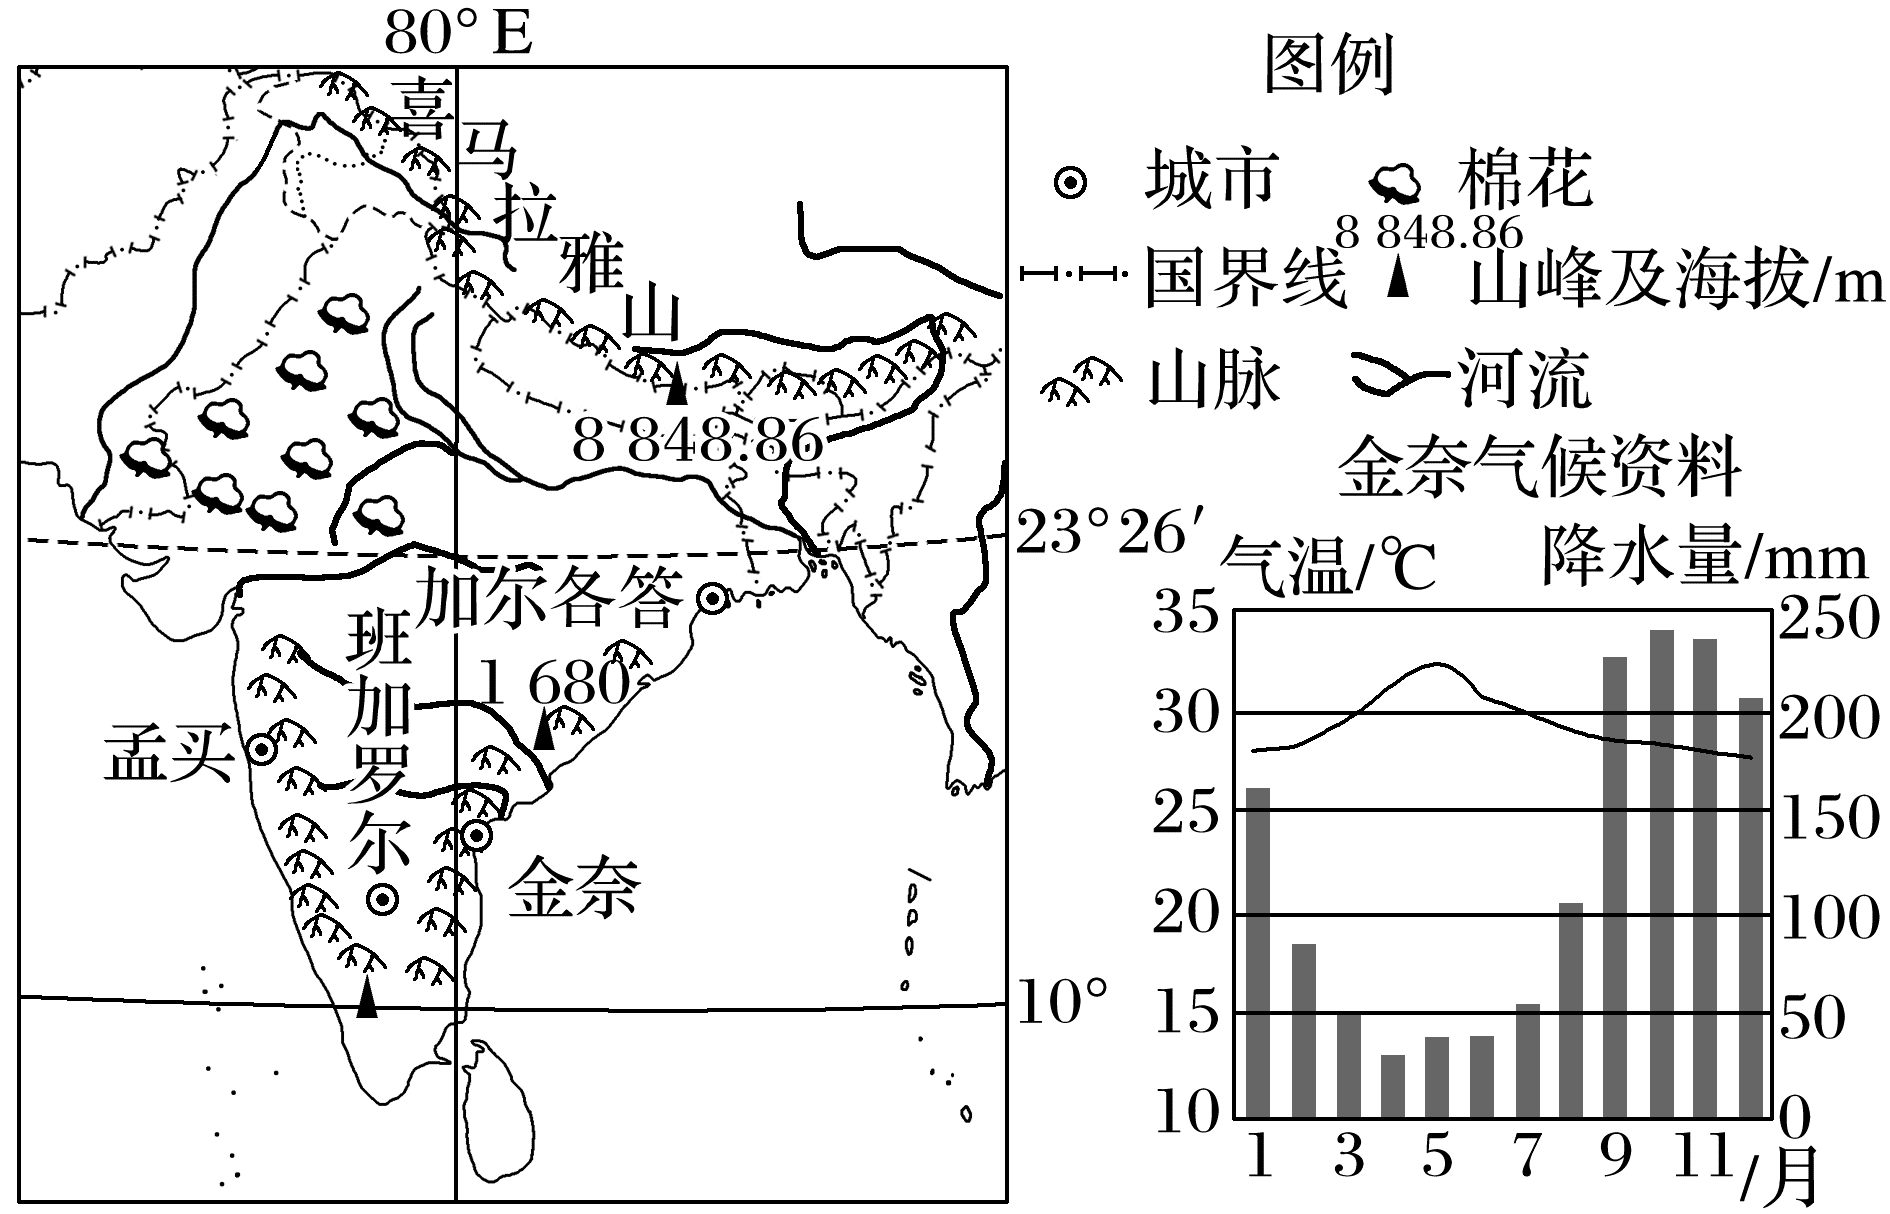 80°E
喜
马
拉
雅
山
8 848.86
23°26′
加尔各答
班
加
罗
尔
1 680
孟买
金奈
10°
图例
城市
棉花
国界线
8 848.86
山峰及海拔/m
山脉
河流
金奈气候资料
气温/℃
降水量/mm
35
30
25
20
15
10
250
200
150
100
50
0
1 3 5 7 9 11 /月